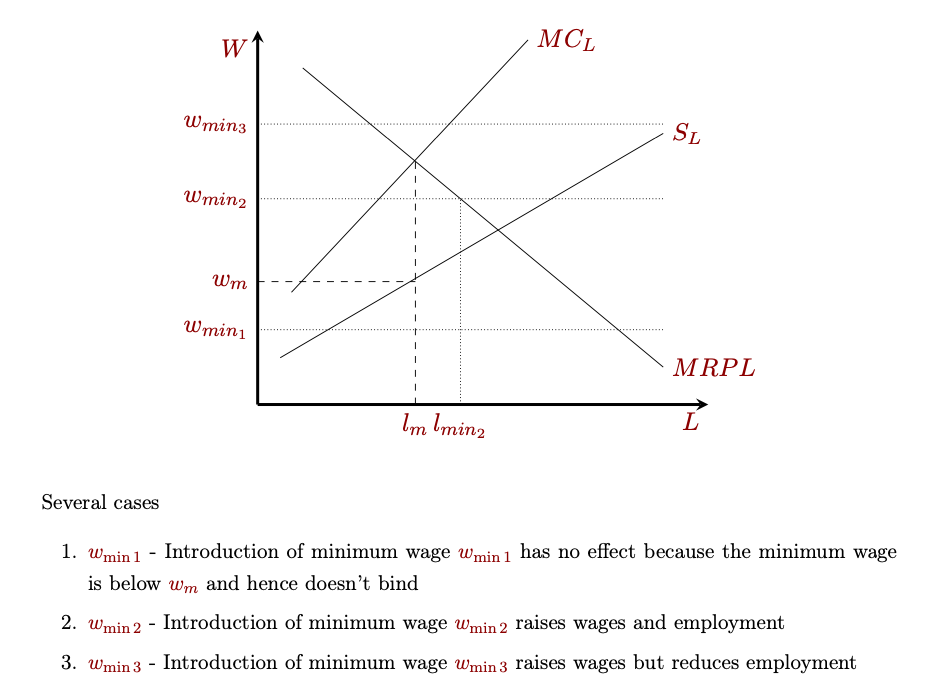 W
MC_L
w_{min_3}
S_L
w_{min_2}
w_m
w_{min_1}
MRPL
l_m l_{min_2}
L
Several cases
1. w_{min 1} - Introduction of minimum wage w_{min 1} has no effect because the minimum wage
is below w_m and hence doesn't bind
2. w_{min 2} - Introduction of minimum wage w_{min 2} raises wages and employment
3. w_{min 3} - Introduction of minimum wage w_{min 3} raises wages but reduces employment